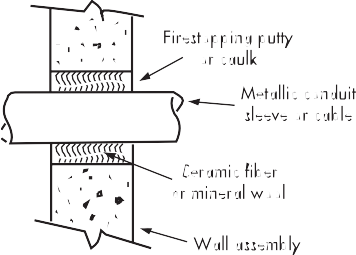 Firestopping putty
or caulk
Metallic conduit
sleeve or cable
Ceramic fiber
or mineral wool
Wall assembly